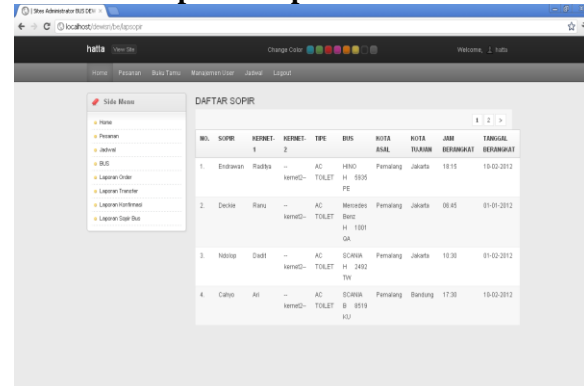 [ Sites Administrator BUS DEW
localhost/dewisri/be/lapsopr
hatta View Site Change Color Welcome, hatta
Home Pesanan Buku Tamu Manajemen User Jadwal Logout
Side Menu
Home
Pesanan
Jadwal
BUS
Laporan Order
Laporan Transfer
Laporan Konfirmasi
Laporan Sopir Bus
DAFTAR SOPIR
1 2 >
NO. SOPIR KERNET-1 KERNET-2 TIPE BUS KOTA ASAL KOTA TUJUAN JAM BERANGKAT TANGGAL BERANGKAT
1. Endrawan Raditya -- kernet2-- AC TOILET HINO H 5935 PE Pemalang Jakarta 18:15 10-02-2012
2. Deckie Ranu -- kernet2-- AC TOILET Mercedes Benz H 1001 GA Pemalang Jakarta 06:45 01-01-2012
3. Ndolop Dadit -- kernet2-- AC TOILET SCANIA H 2492 TW Pemalang Jakarta 10:30 01-02-2012
4. Cahyo Ari -- kernet2-- AC TOILET SCANIA B 9519 KU Pemalang Bandung 17:30 10-02-2012